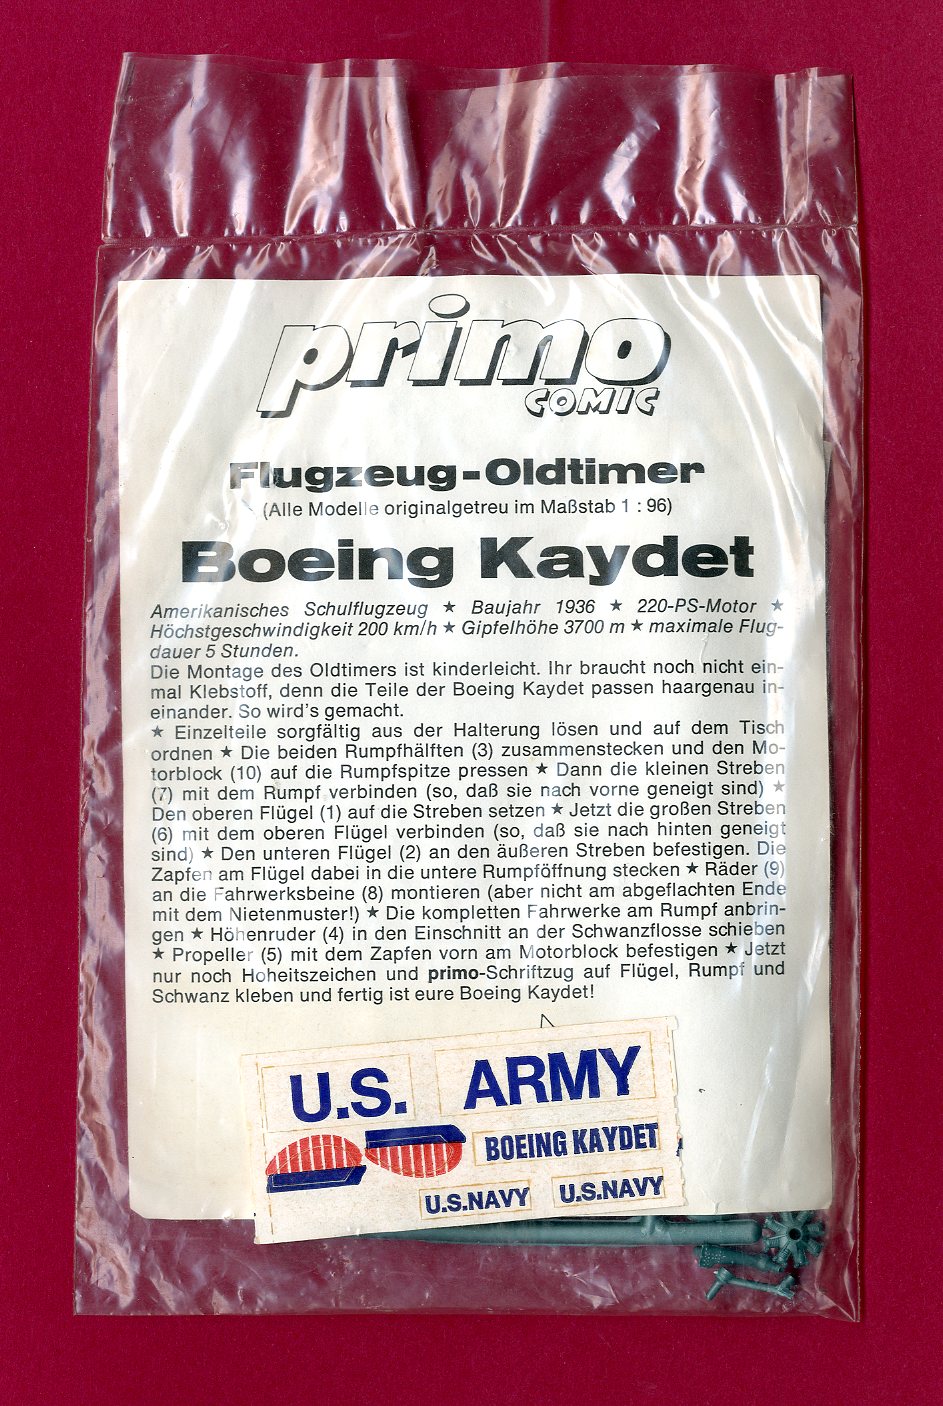 primo
COMIC
Flugzeug-Oldtimer
(Alle Modelle originalgetreu im Maßstab 1 : 96)
Boeing Kaydet
Amerikanisches Schulflugzeug ★ Baujahr 1936 ★ 220-PS-Motor ★
Höchstgeschwindigkeit 200 km/h ★ Gipfelhöhe 3700 m ★ maximale Flug-
dauer 5 Stunden.
Die Montage des Oldtimers ist kinderleicht. Ihr braucht noch nicht ein-
mal Klebstoff, denn die Teile der Boeing Kaydet passen haargenau in-
einander. So wird's gemacht.
★ Einzelteile sorgfältig aus der Halterung lösen und auf dem Tisch
ordnen ★ Die beiden Rumpfhälften (3) zusammenstecken und den Mo-
torblock (10) auf die Rumpfspitze pressen ★ Dann die kleinen Streben
(7) mit dem Rumpf verbinden (so, daß sie nach vorne geneigt sind) ★
Den oberen Flügel (1) auf die Streben setzen ★ Jetzt die großen Streben
(6) mit dem oberen Flügel verbinden (so, daß sie nach hinten geneigt
sind) ★ Den unteren Flügel (2) an den äußeren Streben befestigen. Die
Zapfen am Flügel dabei in die untere Rumpföffnung stecken ★ Räder (9)
an die Fahrwerksbeine (8) montieren (aber nicht am abgeflachten Ende
mit dem Nietenmuster!) ★ Die kompletten Fahrwerke am Rumpf anbrin-
gen ★ Höhenruder (4) in den Einschnitt an der Schwanzflosse schieben
★ Propeller (5) mit dem Zapfen vorn am Motorblock befestigen ★ Jetzt
nur noch Hoheitszeichen und primo-Schriftzug auf Flügel, Rumpf und
Schwanz kleben und fertig ist eure Boeing Kaydet!
U.S. ARMY
BOEING KAYDET
U.S.NAVY U.S.NAVY